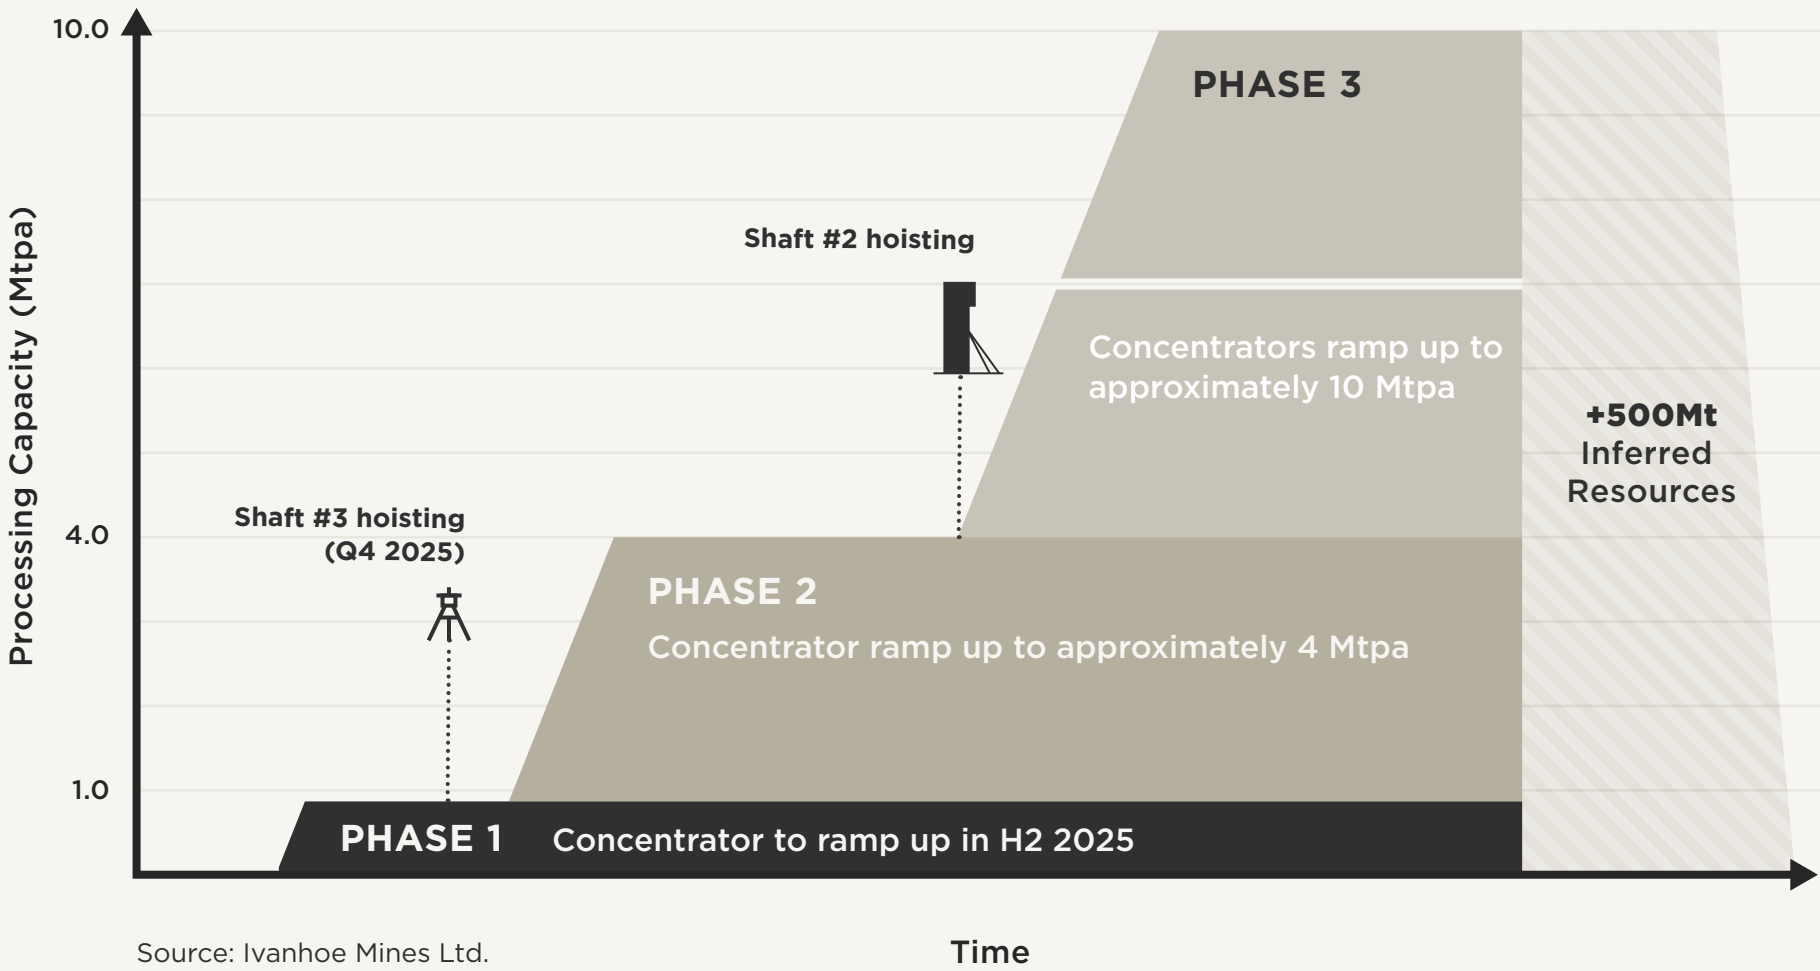 10.0
PHASE 3
Shaft #2 hoisting
Concentrators ramp up to
approximately 10 Mtpa
Processing Capacity (Mtpa)
+500Mt
Inferred
Resources
Shaft #3 hoisting
(Q4 2025)
4.0
PHASE 2
Concentrator ramp up to approximately 4 Mtpa
1.0
PHASE 1 Concentrator to ramp up in H2 2025
Source: Ivanhoe Mines Ltd.
Time